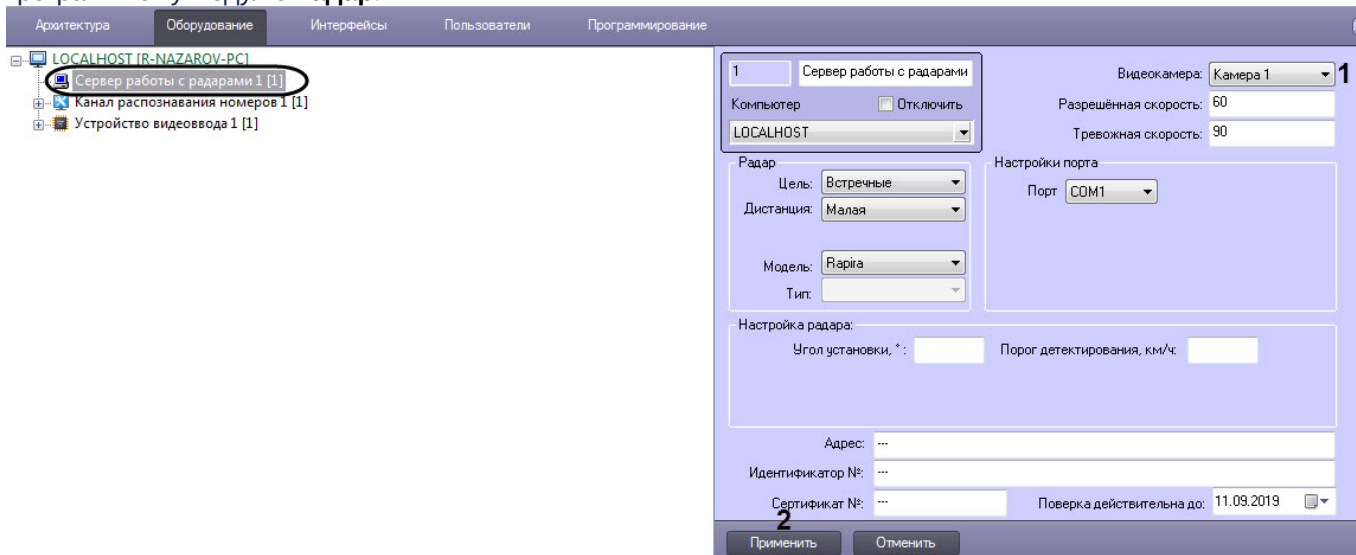 Архитектура Оборудование Интерфейсы Пользователи Программирование
LOCALHOST [R-NAZAROV-PC]
Сервер работы с радарами 1 [1]
Канал распознавания номеров 1 [1]
Устройство видеоввода 1 [1]
1 Сервер работы с радарами
Компьютер Отключить
LOCALHOST
Видеокамера: Камера 1 1
Разрешённая скорость: 60
Тревожная скорость: 90
Радар
Цель: Встречные
Дистанция: Малая
Модель: Rapira
Тип:
Настройки порта
Порт COM1
Настройка радара:
Угол установки, °: Порог детектирования, км/ч:
Адрес: ---
Идентификатор №: ---
Сертификат №: --- Поверка действительна до: 11.09.2019
2
Применить Отменить